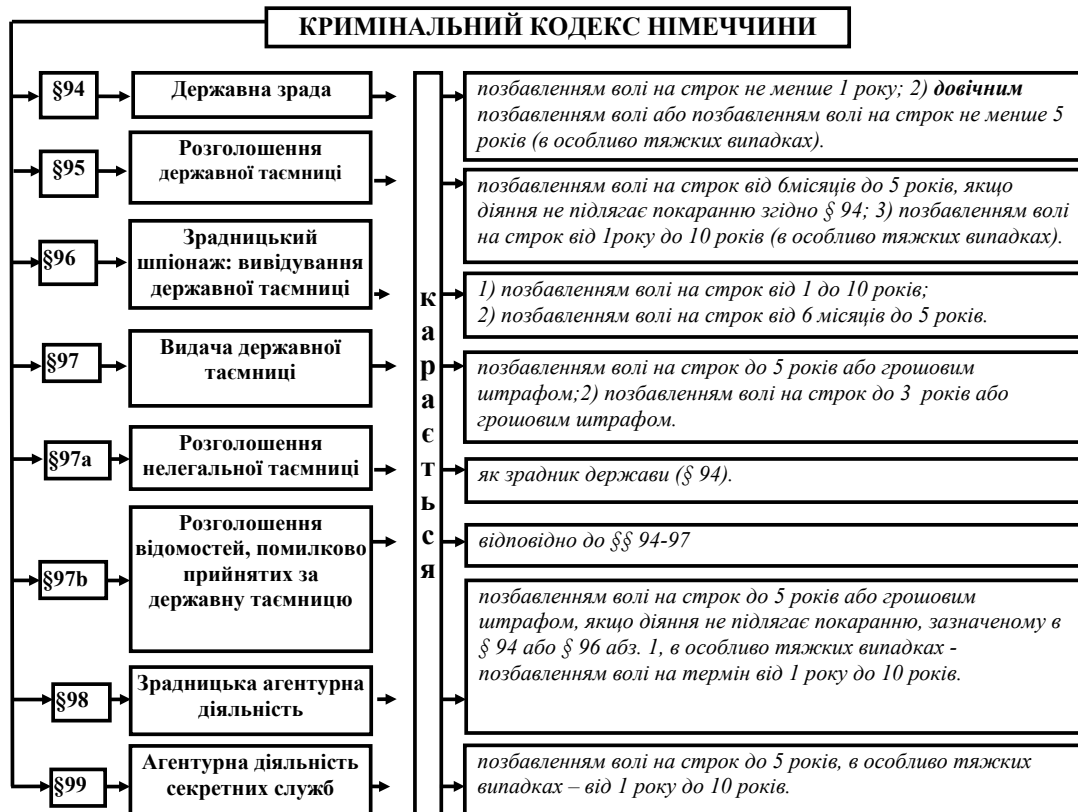 КРИМІНАЛЬНИЙ КОДЕКС НІМЕЧЧИНИ
§94
Державна зрада
§95
Розголошення
державної таємниці
§96
Зрадницький
шпіонаж: вивідування
державної таємниці
§97
Видача державної
таємниці
§97а
Розголошення
нелегальної таємниці
§97b
Розголошення
відомостей, помилково
прийнятих за
державну таємницю
§98
Зрадницька агентурна
діяльність
§99
Агентурна діяльність
секретних служб
карається
позбавленням волі на строк не менше 1 року; 2) довічним
позбавленням волі або позбавленням волі на строк не менше 5
років (в особливо тяжких випадках).
позбавленням волі на строк від 6місяців до 5 років, якщо
діяння не підлягає покаранню згідно § 94; 3) позбавленням волі
на строк від 1року до 10 років (в особливо тяжких випадках).
1) позбавленням волі на строк від 1 до 10 років;
2) позбавленням волі на строк від 6 місяців до 5 років.
позбавленням волі на строк до 5 років або грошовим
штрафом;2) позбавленням волі на строк до 3 років або
грошовим штрафом.
як зрадник держави (§ 94).
відповідно до §§ 94-97
позбавленням волі на строк до 5 років або грошовим
штрафом, якщо діяння не підлягає покаранню, зазначеному в
§ 94 або § 96 абз. 1, в особливо тяжких випадках -
позбавленням волі на термін від 1 року до 10 років.
позбавленням волі на строк до 5 років, в особливо тяжких
випадках – від 1 року до 10 років.